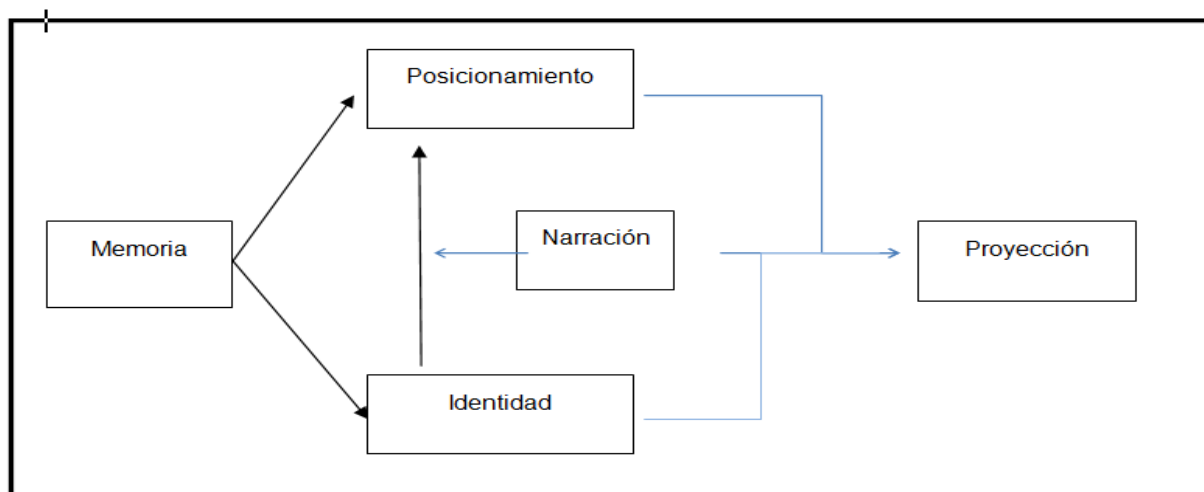 Posicionamiento
Memoria
Narración
Proyección
Identidad